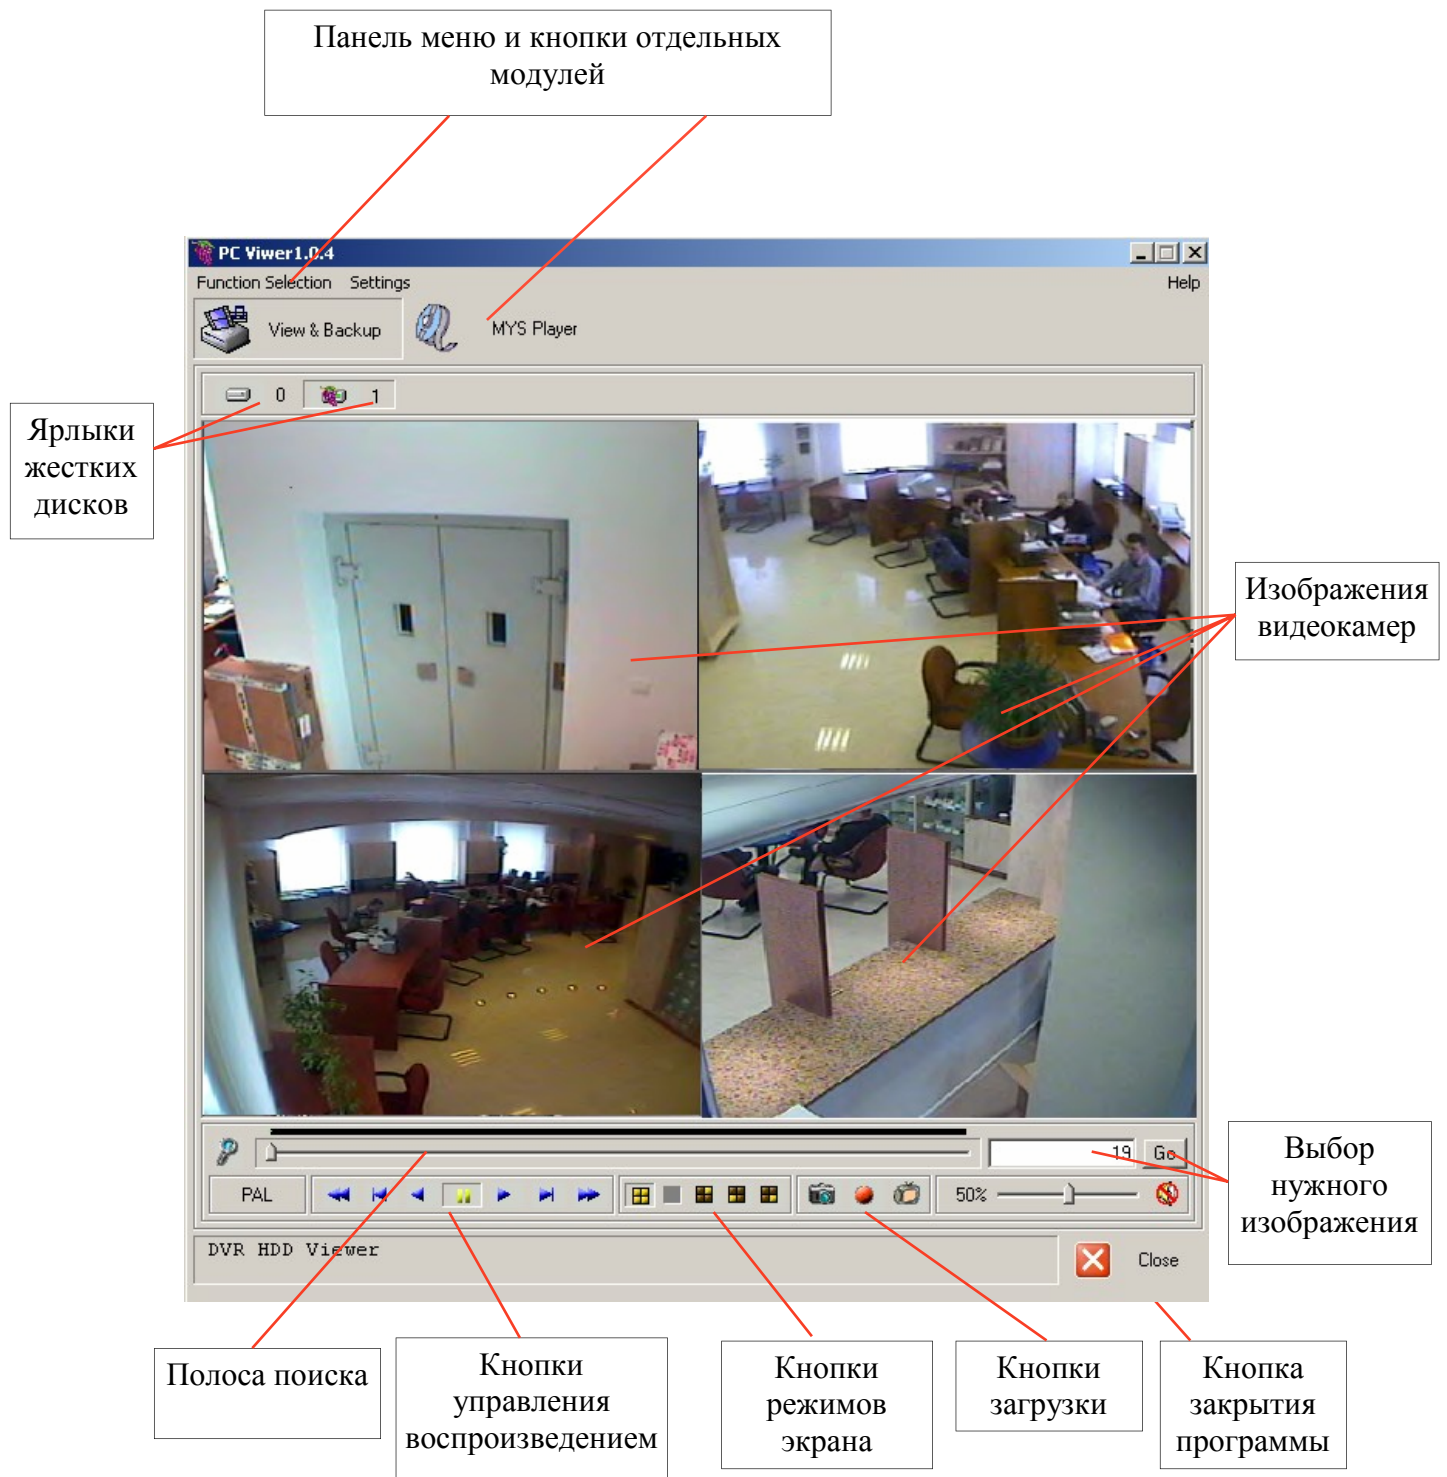 Панель меню и кнопки отдельных
модулей
PC Viwer1.0.4
Function Selection Settings Help
View & Backup MYS Player
0 1
Ярлыки
жестких
дисков
Изображения
видеокамер
19 Go
Выбор
нужного
изображения
PAL 50%
DVR HDD Viewer
Close
Полоса поиска
Кнопки
управления
воспроизведением
Кнопки
режимов
экрана
Кнопки
загрузки
Кнопка
закрытия
программы